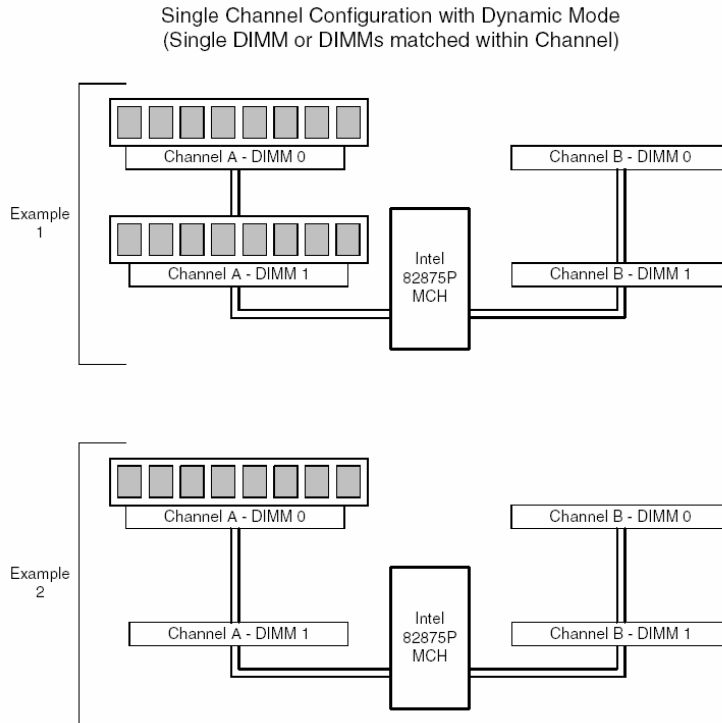 Single Channel Configuration with Dynamic Mode
(Single DIMM or DIMMs matched within Channel)
Example
1
Channel A - DIMM 0
Channel B - DIMM 0
Channel A - DIMM 1
Intel
82875P
MCH
Channel B - DIMM 1
Example
2
Channel A - DIMM 0
Channel B - DIMM 0
Channel A - DIMM 1
Intel
82875P
MCH
Channel B - DIMM 1